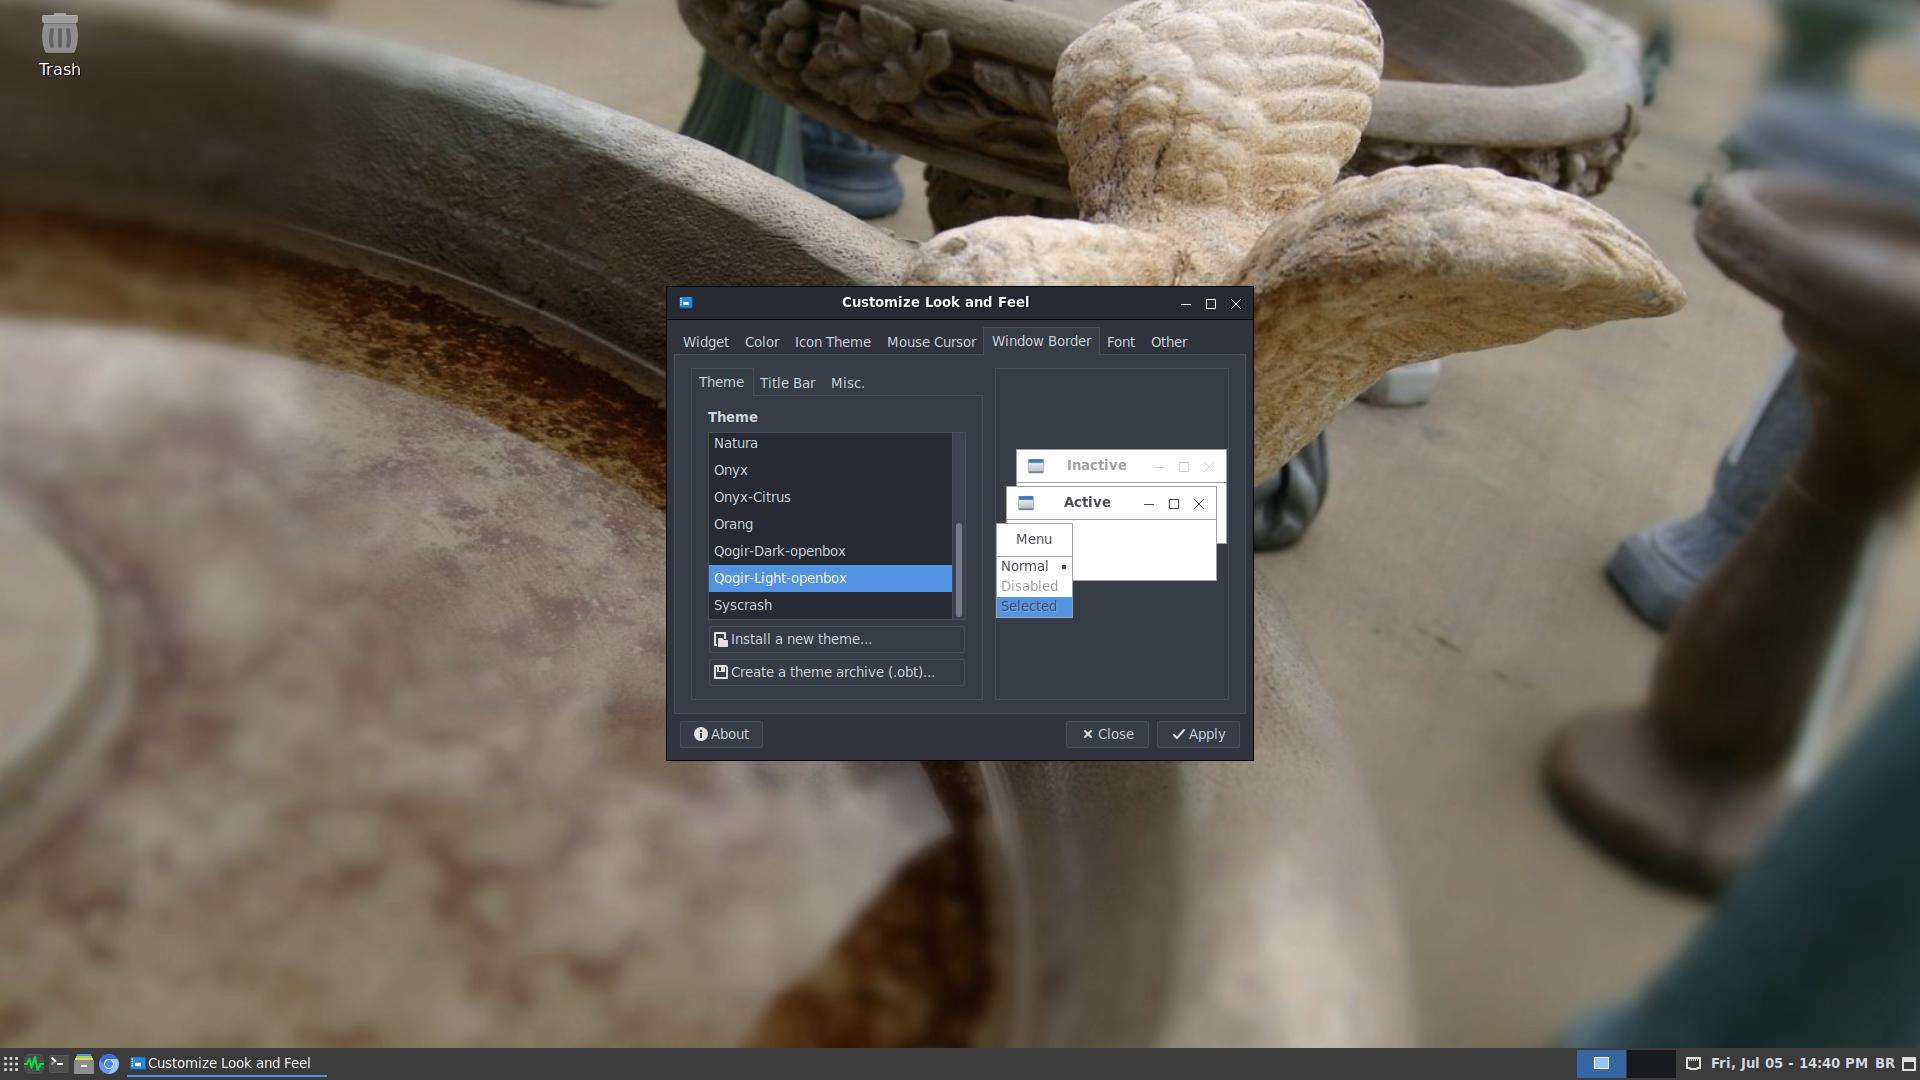 Trash
Customize Look and Feel
Widget Color Icon Theme Mouse Cursor Window Border Font Other
Theme Title Bar Misc.
Theme
Natura
Onyx
Onyx-Citrus
Orang
Qogir-Dark-openbox
Qogir-Light-openbox
Syscrash
Install a new theme...
Create a theme archive (.obt)...
Inactive
Active
Menu
Normal
Disabled
Selected
About Close Apply
Customize Look and Feel
Fri, Jul 05 - 14:40 PM BR